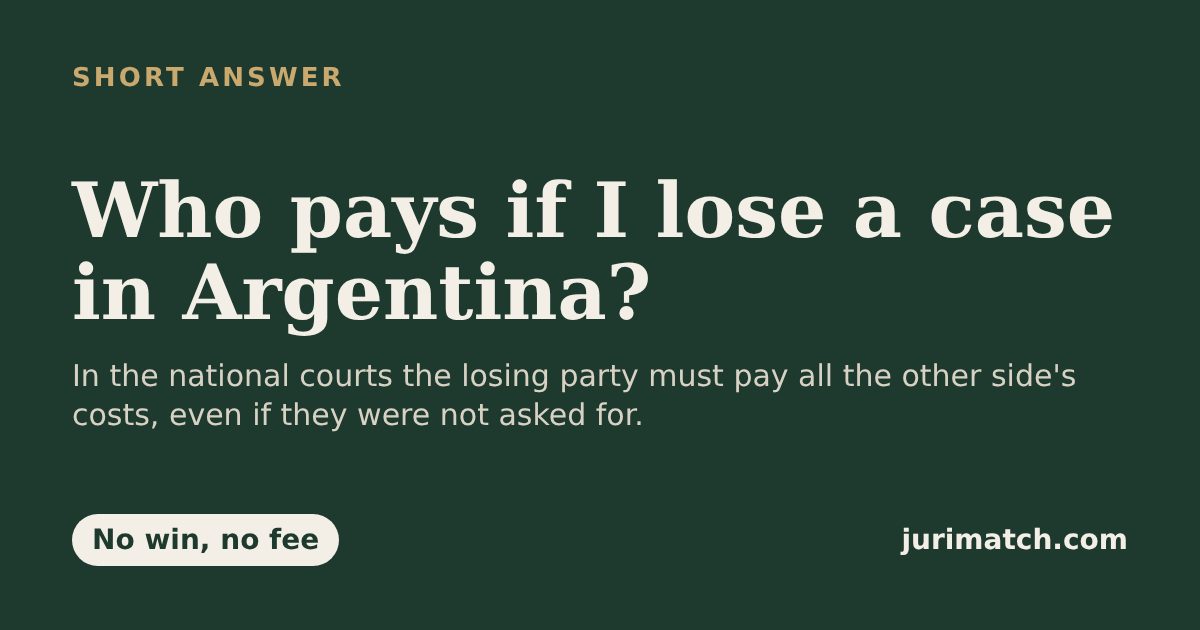 SHORT ANSWER
Who pays if I lose a case
in Argentina?
In the national courts the losing party must pay all the other side's
costs, even if they were not asked for.
No win, no fee
jurimatch.com